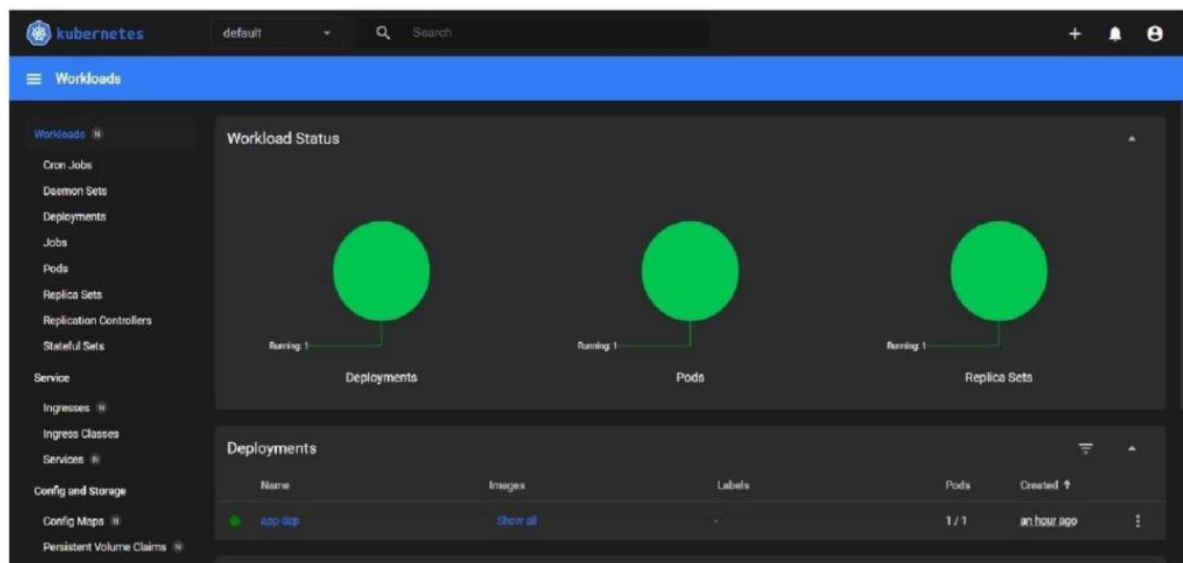 kubernetes
default
Search
Workloads
Workloads N
Cron Jobs
Daemon Sets
Deployments
Jobs
Pods
Replica Sets
Replication Controllers
Stateful Sets
Service
Ingresses N
Ingress Classes
Services N
Config and Storage
Config Maps N
Persistent Volume Claims N
Workload Status
Running: 1
Deployments
Running: 1
Pods
Running: 1
Replica Sets
Deployments
Name Images Labels Pods Created ↑
app-dep Show all - 1 / 1 an hour ago